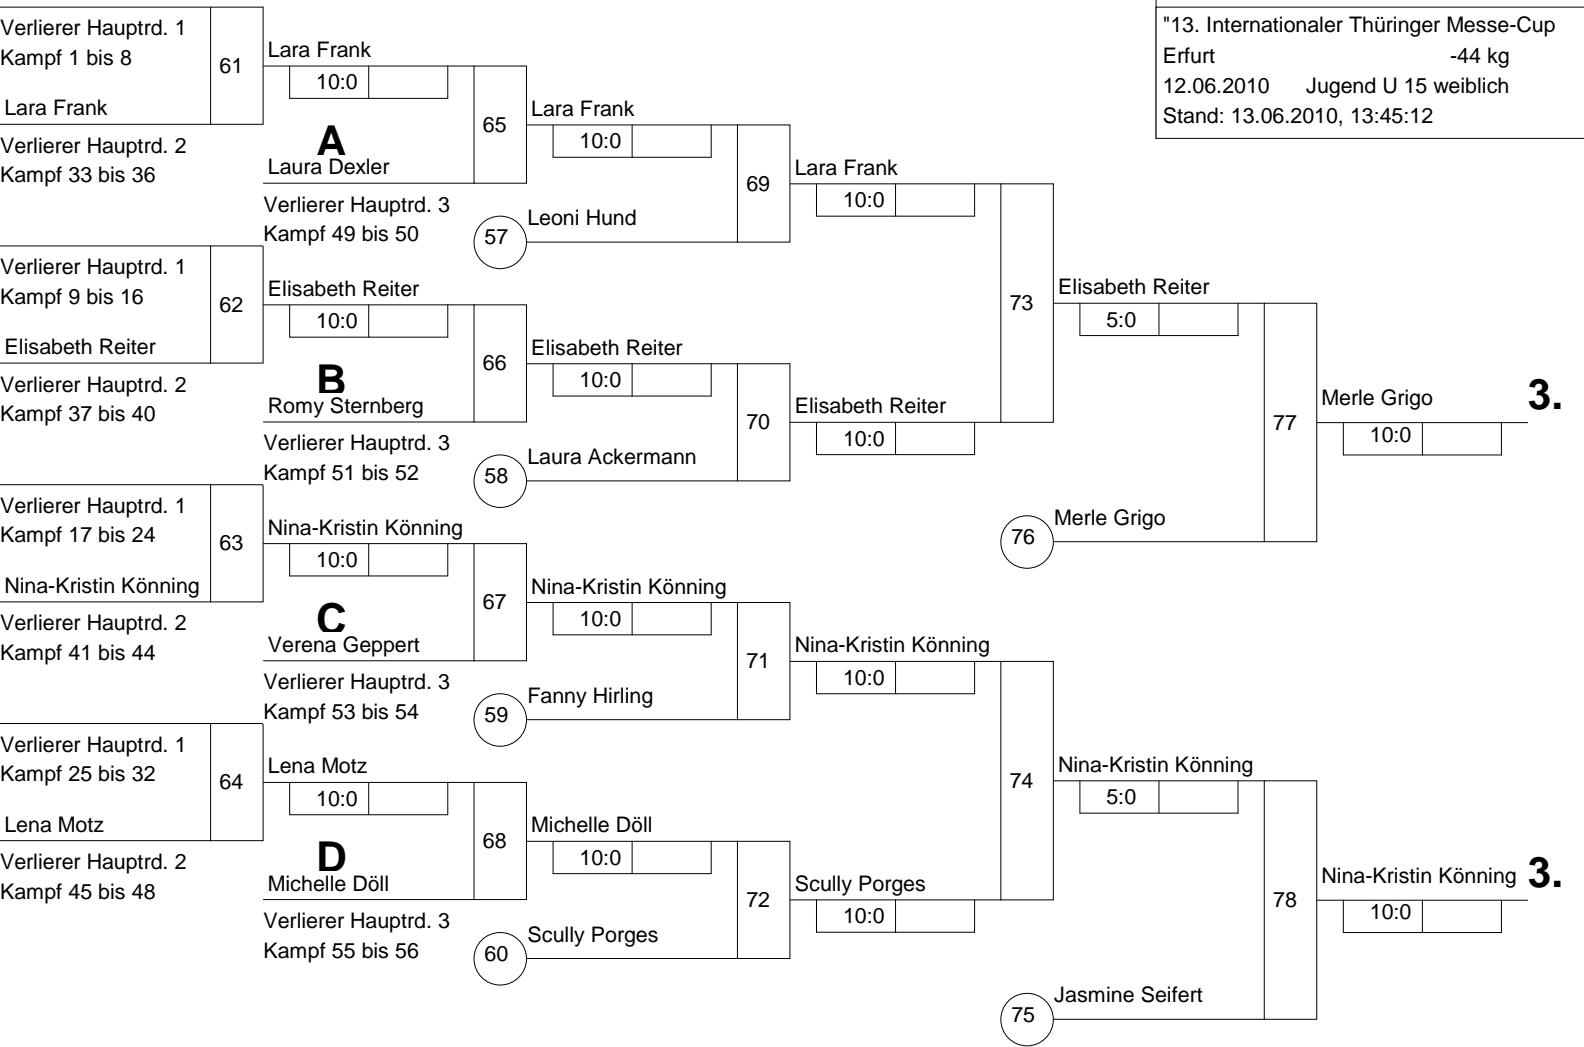 "13. Internationaler Thüringer Messe-Cup
Erfurt -44 kg
12.06.2010 Jugend U 15 weiblich
Stand: 13.06.2010, 13:45:12
Verlierer Hauptrd. 1
Kampf 1 bis 8
61
Lara Frank
Verlierer Hauptrd. 2
Kampf 33 bis 36
Lara Frank
10:0
A
65
Laura Dexler
Verlierer Hauptrd. 3
Kampf 49 bis 50
Lara Frank
10:0
69
57
Leoni Hund
Lara Frank
10:0
Verlierer Hauptrd. 1
Kampf 9 bis 16
62
Elisabeth Reiter
Verlierer Hauptrd. 2
Kampf 37 bis 40
Elisabeth Reiter
10:0
B
66
Romy Sternberg
Verlierer Hauptrd. 3
Kampf 51 bis 52
Elisabeth Reiter
10:0
70
58
Laura Ackermann
Elisabeth Reiter
10:0
73
Elisabeth Reiter
5:0
77
76
Merle Grigo
Merle Grigo
10:0
3.
Verlierer Hauptrd. 1
Kampf 17 bis 24
63
Nina-Kristin Könning
Verlierer Hauptrd. 2
Kampf 41 bis 44
Nina-Kristin Könning
10:0
C
67
Verena Geppert
Verlierer Hauptrd. 3
Kampf 53 bis 54
Nina-Kristin Könning
10:0
71
59
Fanny Hirling
Nina-Kristin Könning
10:0
Verlierer Hauptrd. 1
Kampf 25 bis 32
64
Lena Motz
Verlierer Hauptrd. 2
Kampf 45 bis 48
Lena Motz
10:0
D
68
Michelle Döll
Verlierer Hauptrd. 3
Kampf 55 bis 56
Michelle Döll
10:0
72
60
Scully Porges
Scully Porges
10:0
74
Nina-Kristin Könning
5:0
78
75
Jasmine Seifert
Nina-Kristin Könning
10:0
3.